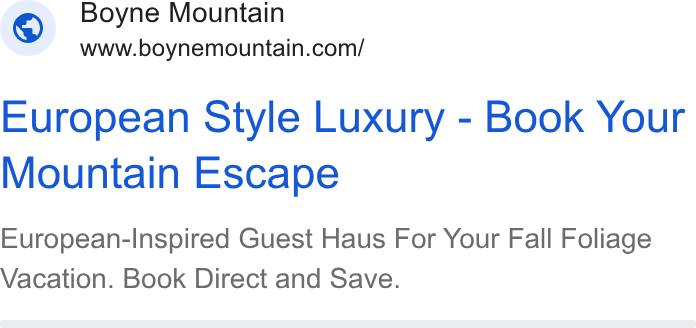 Boyne Mountain
www.boynemountain.com/
European Style Luxury - Book Your
Mountain Escape
European-Inspired Guest Haus For Your Fall Foliage
Vacation. Book Direct and Save.